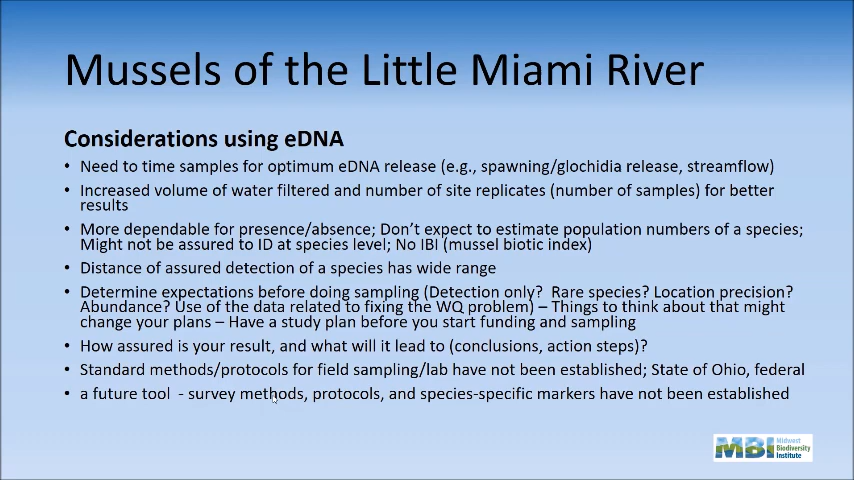 Mussels of the Little Miami River
Considerations using eDNA
• Need to time samples for optimum eDNA release (e.g., spawning/glochidia release, streamflow)
• Increased volume of water filtered and number of site replicates (number of samples) for better
results
• More dependable for presence/absence; Don't expect to estimate population numbers of a species;
Might not be assured to ID at species level; No IBI (mussel biotic index)
• Distance of assured detection of a species has wide range
• Determine expectations before doing sampling (Detection only?  Rare species? Location precision?
Abundance? Use of the data related to fixing the WQ problem) – Things to think about that might
change your plans – Have a study plan before you start funding and sampling
• How assured is your result, and what will it lead to (conclusions, action steps)?
• Standard methods/protocols for field sampling/lab have not been established; State of Ohio, federal
• a future tool  - survey methods, protocols, and species-specific markers have not been established
MBI Midwest
Biodiversity
Institute